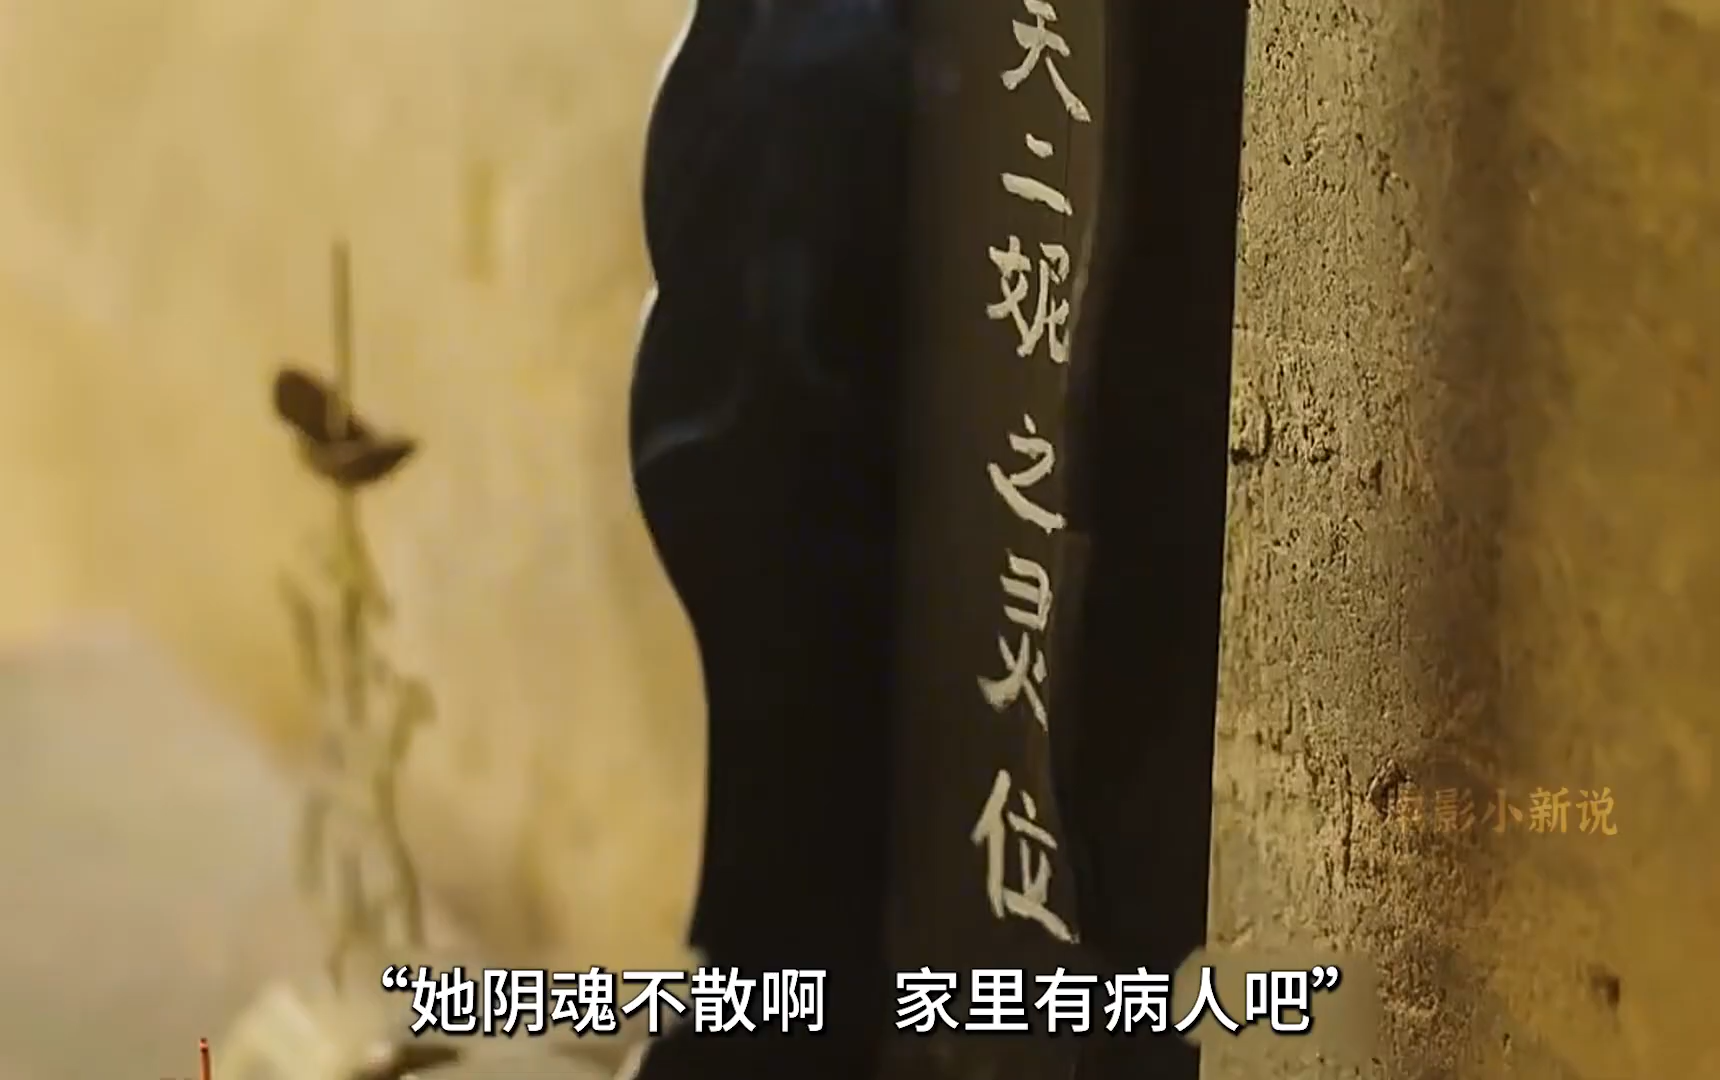 天二妮之灵位
影小新说
“她阴魂不散啊 家里有病人吧”